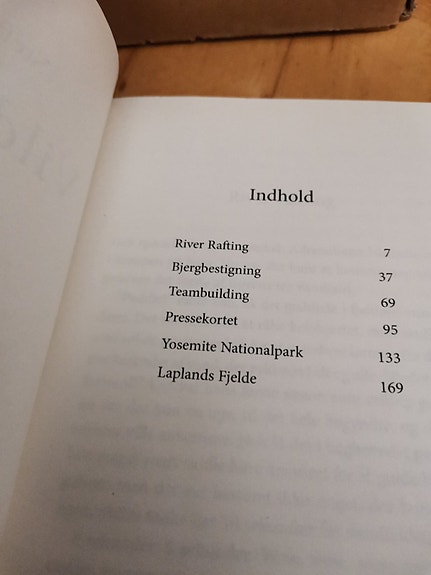 Indhold
River Rafting 7
Bjergbestigning 37
Teambuilding 69
Pressekortet 95
Yosemite Nationalpark 133
Laplands Fjelde 169